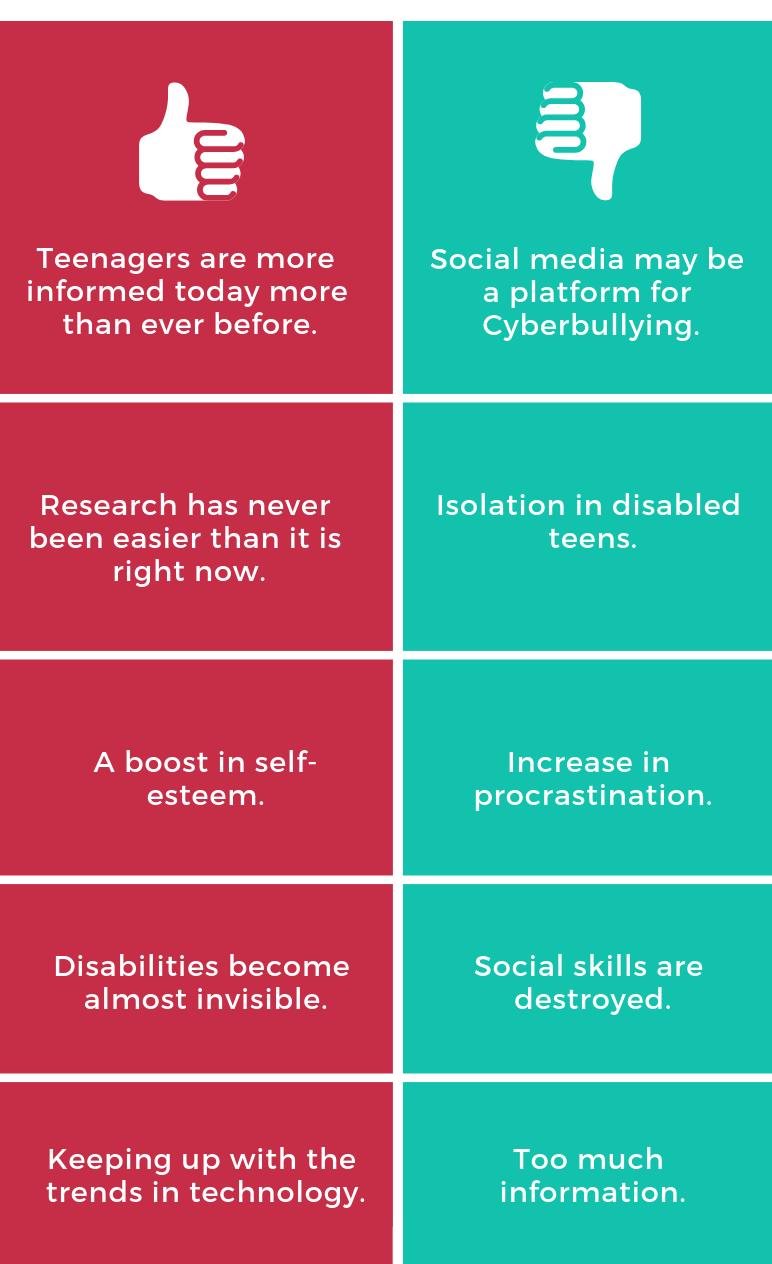 Teenagers are more
informed today more
than ever before.
Social media may be
a platform for
Cyberbullying.
Research has never
been easier than it is
right now.
Isolation in disabled
teens.
A boost in self-
esteem.
Increase in
procrastination.
Disabilities become
almost invisible.
Social skills are
destroyed.
Keeping up with the
trends in technology.
Too much
information.